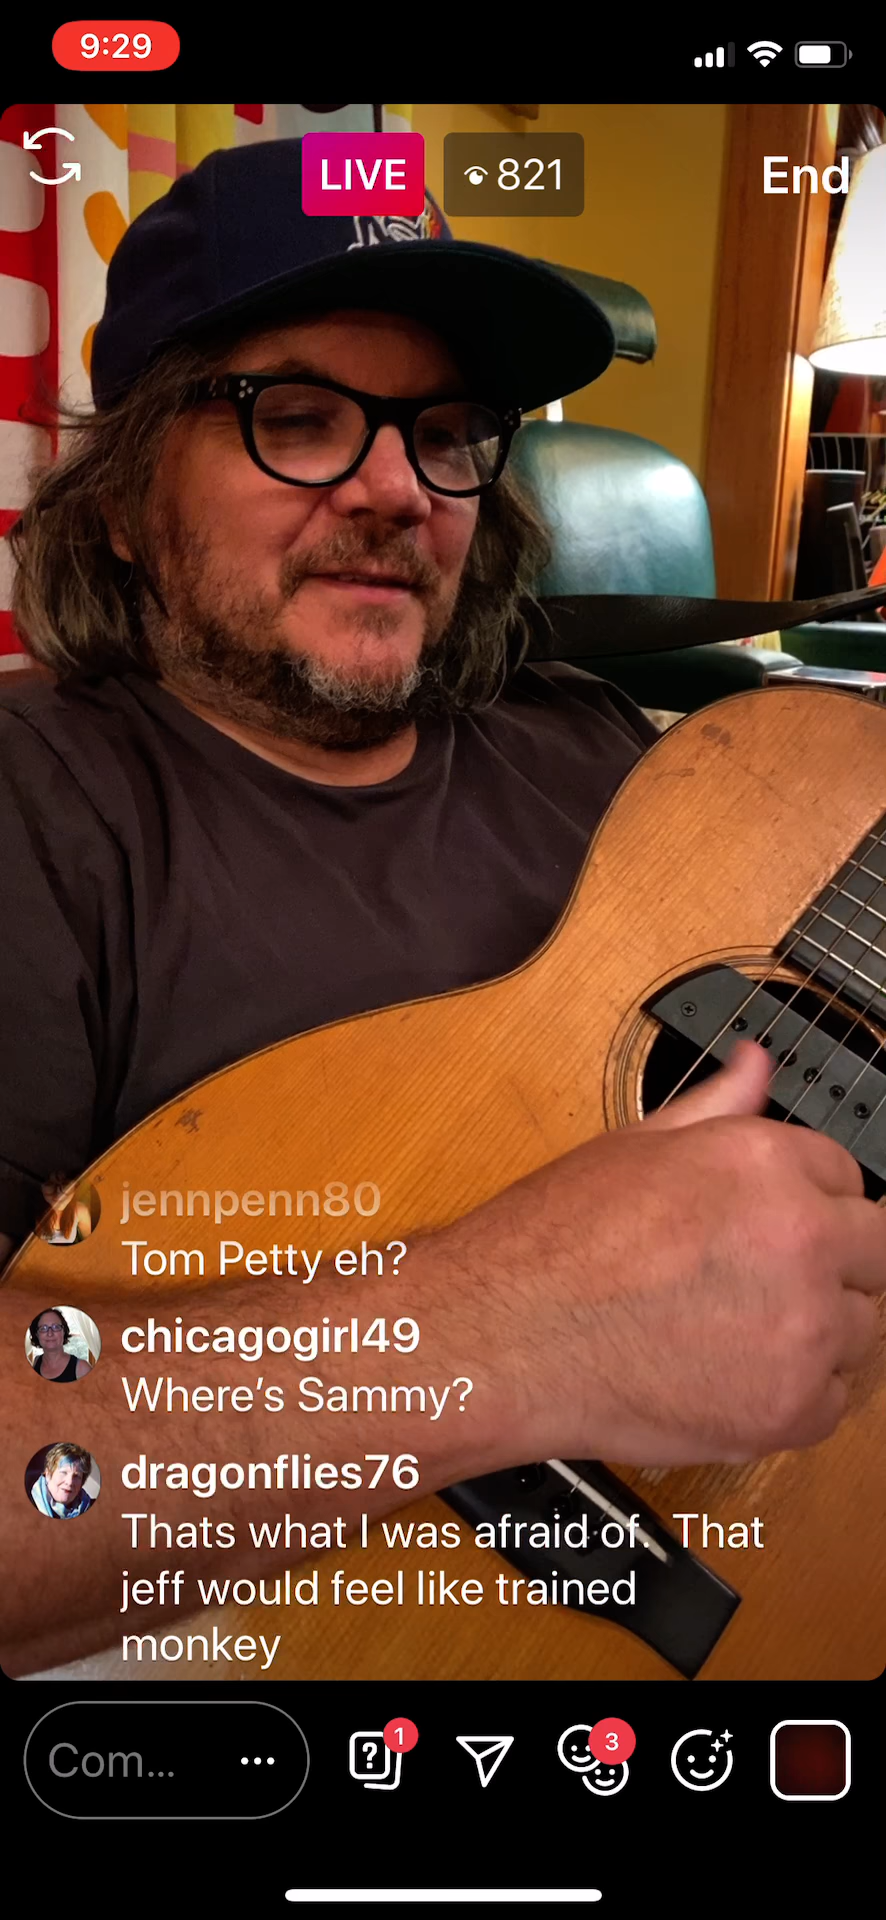 9:29
LIVE
821
End
jennpenn80
Tom Petty eh?
chicagogirl49
Where's Sammy?
dragonflies76
Thats what I was afraid of.  That
jeff would feel like trained
monkey
Com...
1
3